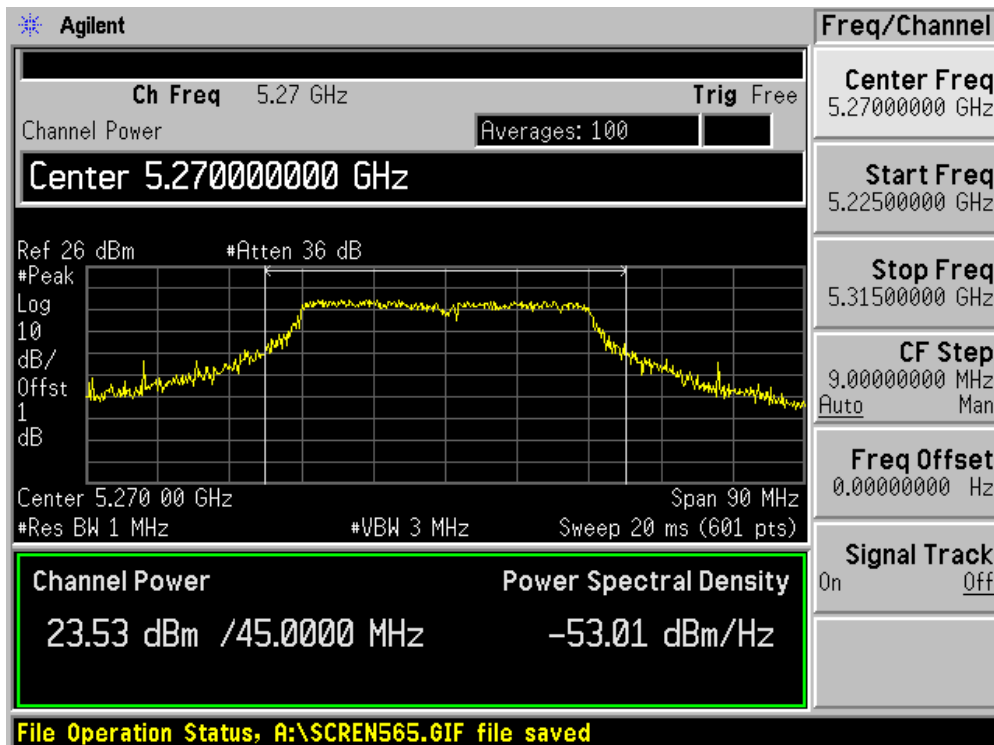 Agilent
Ch Freq 5.27 GHz Trig Free
Channel Power Averages: 100
Center 5.270000000 GHz
Ref 26 dBm #Atten 36 dB
#Peak
Log
10
dB/
Offst
1
dB
Center 5.270 00 GHz Span 90 MHz
#Res BW 1 MHz #VBW 3 MHz Sweep 20 ms (601 pts)
Channel Power Power Spectral Density
23.53 dBm /45.0000 MHz -53.01 dBm/Hz
File Operation Status, A:\SCREN565.GIF file saved
Freq/Channel
Center Freq
5.27000000 GHz
Start Freq
5.22500000 GHz
Stop Freq
5.31500000 GHz
CF Step
9.00000000 MHz
Auto Man
Freq Offset
0.00000000 Hz
Signal Track
On Off